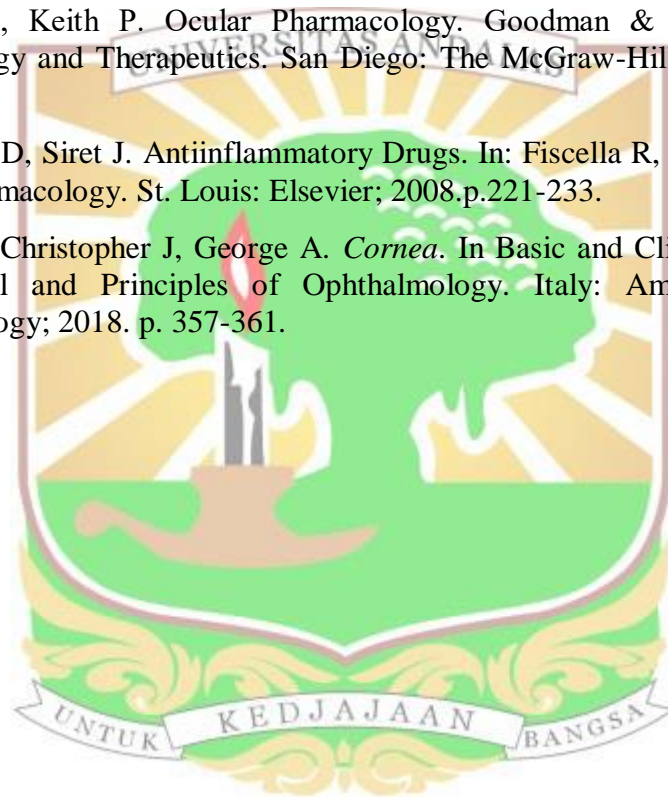 , Keith P. Ocular Pharmacology. Goodman &
gy and Therapeutics. San Diego: The McGraw-Hil
UNIVERSITAS ANDALAS
D, Siret J. Antiinflammatory Drugs. In: Fiscella R,
macology. St. Louis: Elsevier; 2008.p.221-233.
Christopher J, George A. Cornea. In Basic and Cli
l and Principles of Ophthalmology. Italy: Am
ogy; 2018. p. 357-361.
UNTUK KEDJAJAAN BANGSA